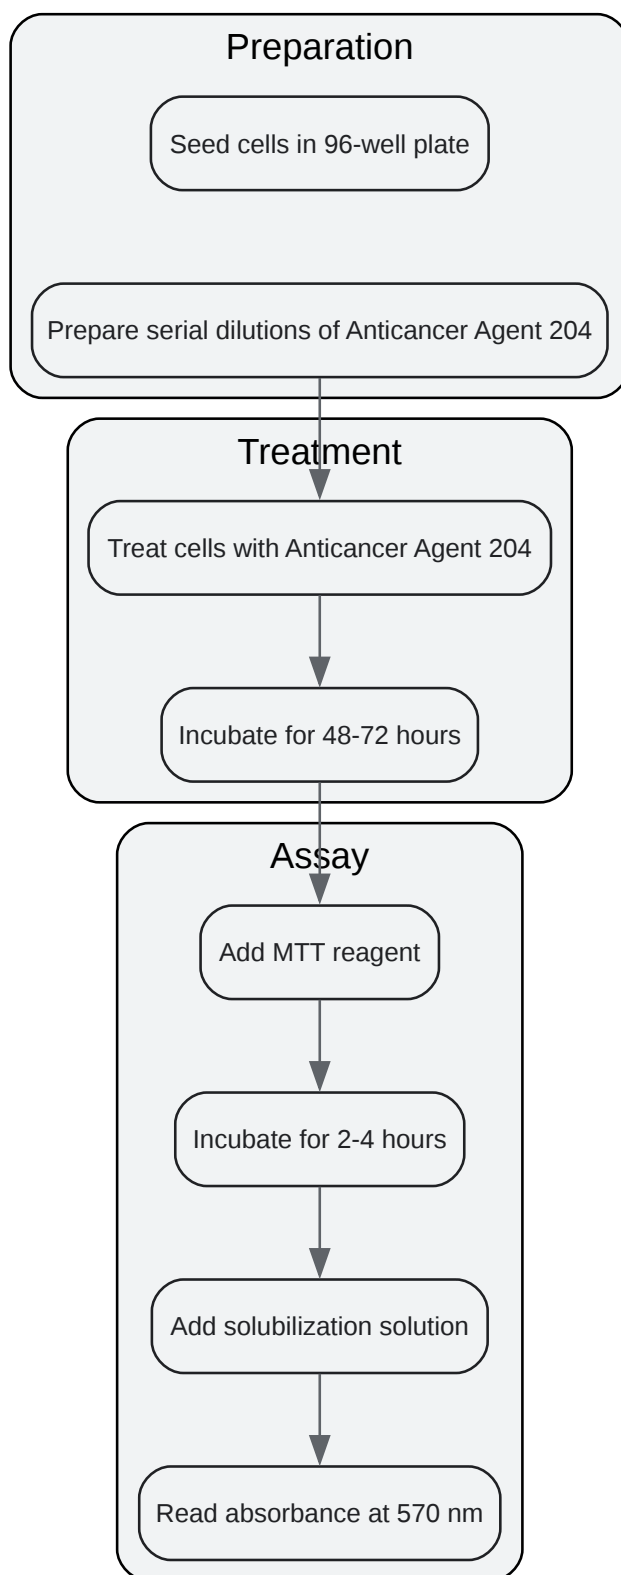 Preparation
Seed cells in 96-well plate
Prepare serial dilutions of Anticancer Agent 204
Treatment
Treat cells with Anticancer Agent 204
Incubate for 48-72 hours
Assay
Add MTT reagent
Incubate for 2-4 hours
Add solubilization solution
Read absorbance at 570 nm